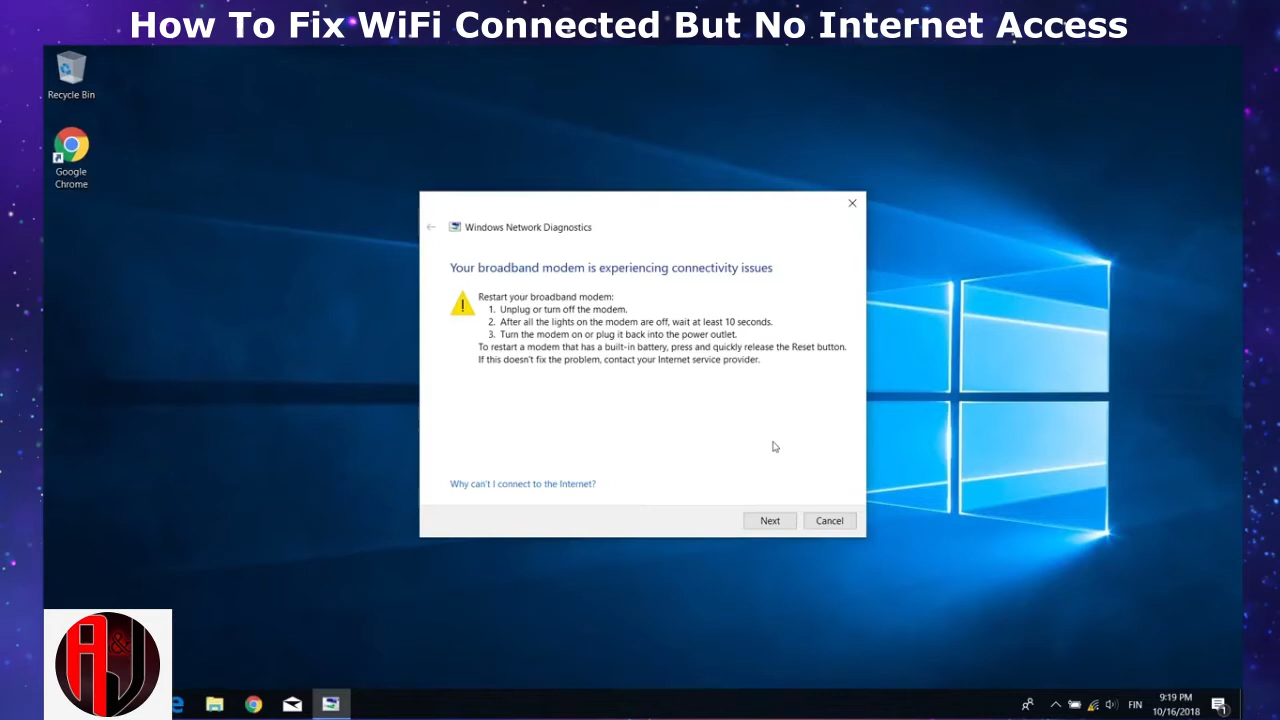 How To Fix WiFi Connected But No Internet Access
Recycle Bin
Google
Chrome
Windows Network Diagnostics
Your broadband modem is experiencing connectivity issues
Restart your broadband modem:
1. Unplug or turn off the modem.
2. After all the lights on the modem are off, wait at least 10 seconds.
3. Turn the modem on or plug it back into the power outlet.
To restart a modem that has a built-in battery, press and quickly release the Reset button.
If this doesn't fix the problem, contact your Internet service provider.
Why can't I connect to the Internet?
Next Cancel
A&J
FIN
9:19 PM
10/16/2018
1